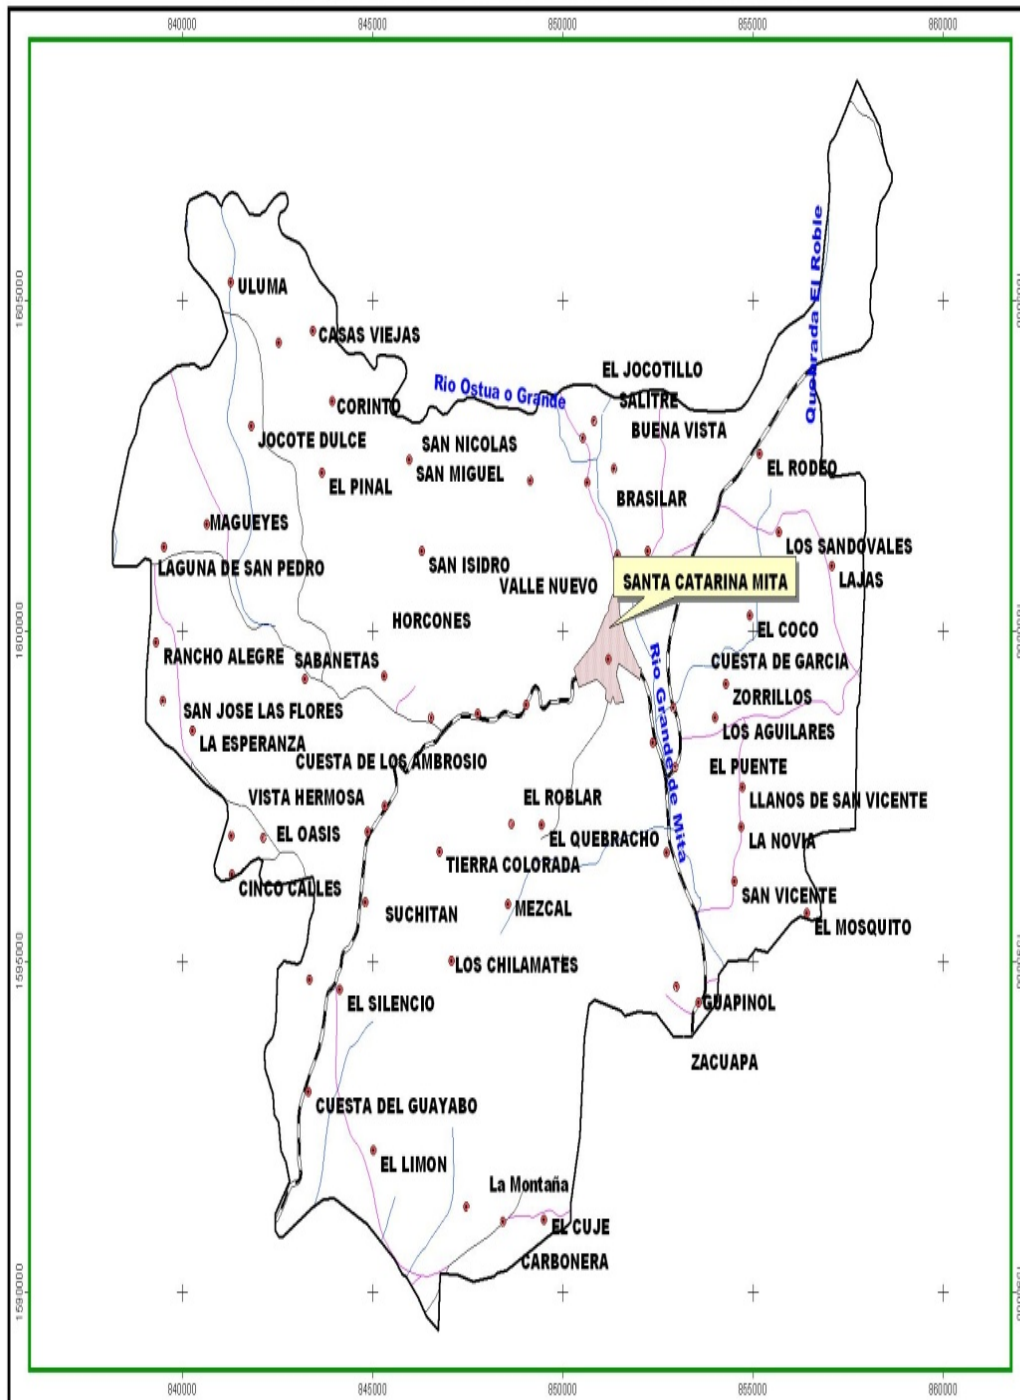 840000
845000
850000
855000
860000
Quebrada El Roble
ULUMA
1605000
CASAS VIEJAS
EL JOCOTILLO
Rio Ostua o Grande
SALITRE
CORINTO
BUENA VISTA
JOCOTE DULCE
SAN NICOLAS
EL RODEO
SAN MIGUEL
EL PINAL
BRASILAR
MAGUEYES
LOS SANDOVALES
SAN ISIDRO
LAGUNA DE SAN PEDRO
LAJAS
VALLE NUEVO
SANTA CATARINA MITA
HORCONES
EL COCO
1600000
RANCHO ALEGRE
SABANETAS
CUESTA DE GARCIA
Rio Grande de Mita
ZORRILLOS
SAN JOSE LAS FLORES
LOS AGUILARES
LA ESPERANZA
CUESTA DE LOS AMBROSIO
EL PUENTE
VISTA HERMOSA
EL ROBLAR
LLANOS DE SAN VICENTE
EL OASIS
EL QUEBRACHO
LA NOVIA
TIERRA COLORADA
CINCO CALLES
SAN VICENTE
SUCHITAN
MEZCAL
EL MOSQUITO
LOS CHILAMATES
1595000
EL SILENCIO
GUAPINOL
ZACUAPA
CUESTA DEL GUAYABO
EL LIMON
La Montaña
EL CUJE
CARBONERA
1590000
840000
845000
850000
855000
860000